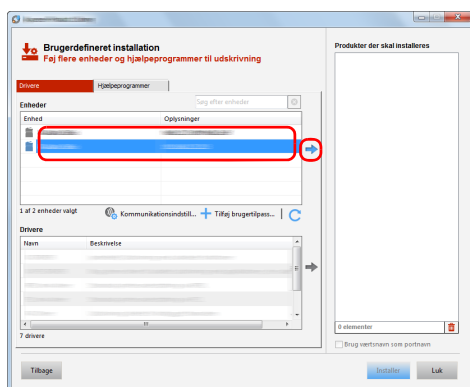 Brugerdefineret installation
Føj flere enheder og hjælpeprogrammer til udskrivning
Produkter der skal installeres
Drivere
Hjælpeprogrammer
Enheder
Søg efter enheder
Enhed
Oplysninger
1 af 2 enheder valgt
Kommunikationsindstill...
Tilføj brugertilpass...
Drivere
Navn
Beskrivelse
7 drivere
0 elementer
Brug værtsnavn som portnavn
Tilbage
Installer
Luk